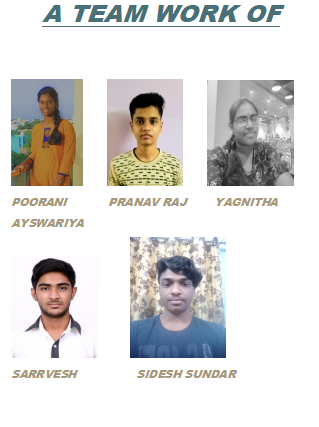 A TEAM WORK OF
POORANI PRANAV RAJ YAGNITHA
AYSWARIYA
SARRVESH SIDESH SUNDAR